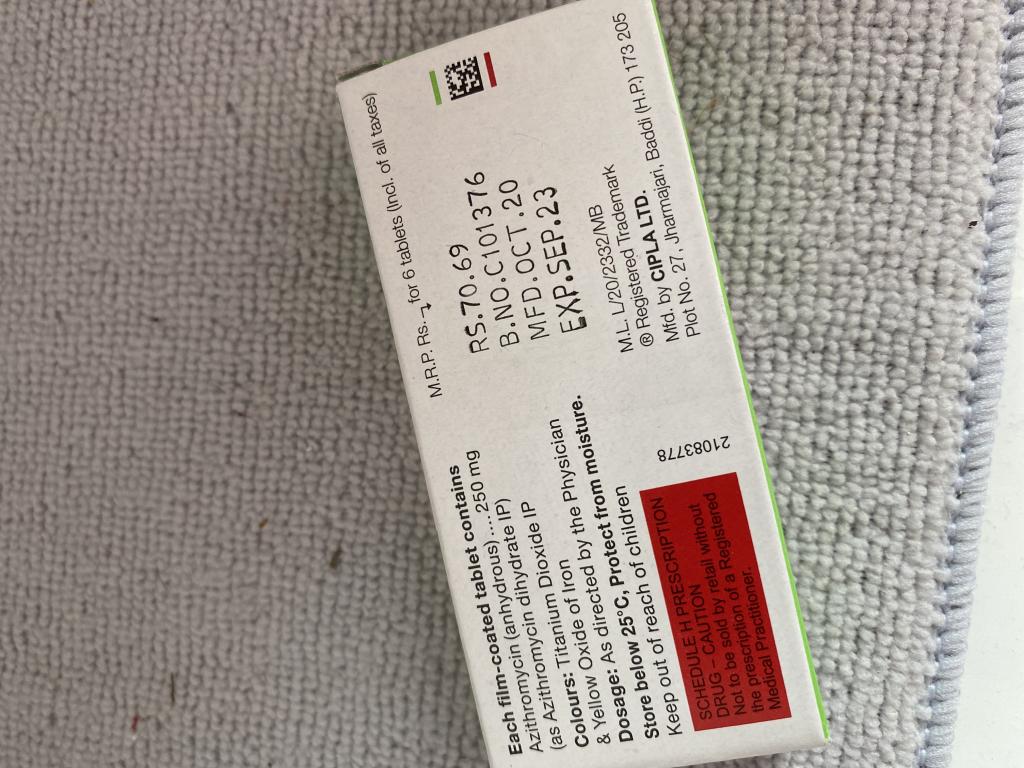 Each film-coated tablet contains
Azithromycin (anhydrous) .... 250 mg
Azithromycin dihydrate IP)
(as Azithromycin Dioxide IP
Colours: Titanium of Iron
& Yellow Oxide of by the Physician
Dosage: As directed
Store below 25°C, Protect from moisture.
Keep out of reach of children
SCHEDULE H PRESCRIPTION
DRUG – CAUTION
Not to be sold by retail without
the prescription of a Registered
Medical Practitioner.
21083778
M.R.P. Rs. for 6 tablets (Incl. of all taxes)
RS.70.69
B.NO.C101376
MFD.OCT.20
EXP.SEP.23
M.L. L/20/2332/MB
® Registered Trademark
Mfd. by CIPLA LTD.
Plot No. 27, Jharmajari, Baddi (H.P.) 173 205